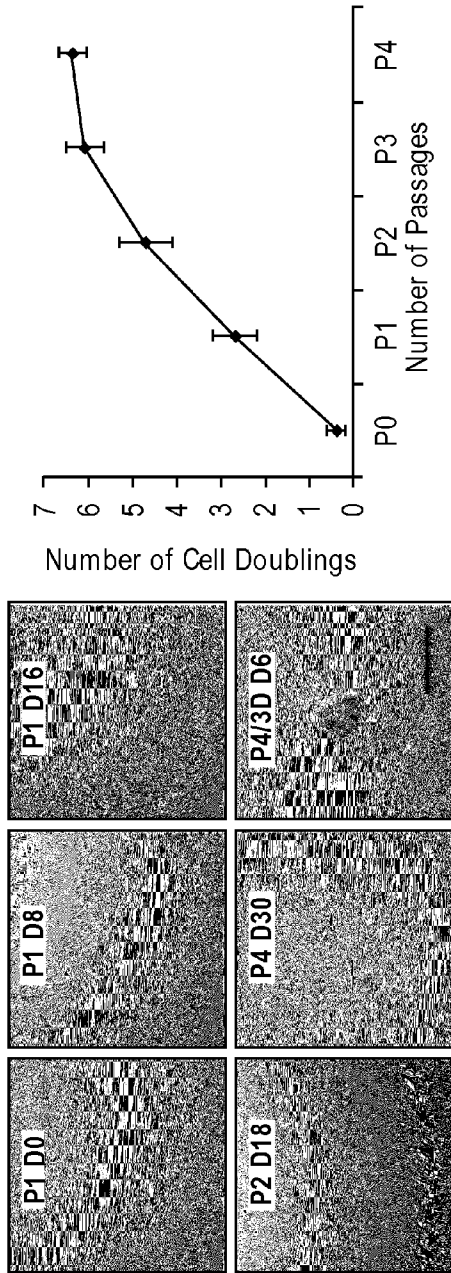 P1 D0
P1 D8
P1 D16
P2 D18
P4 D30
P4/3D D6
Number of Cell Doublings
7
6
5
4
3
2
1
0
P0
P1
P2
P3
P4
Number of Passages